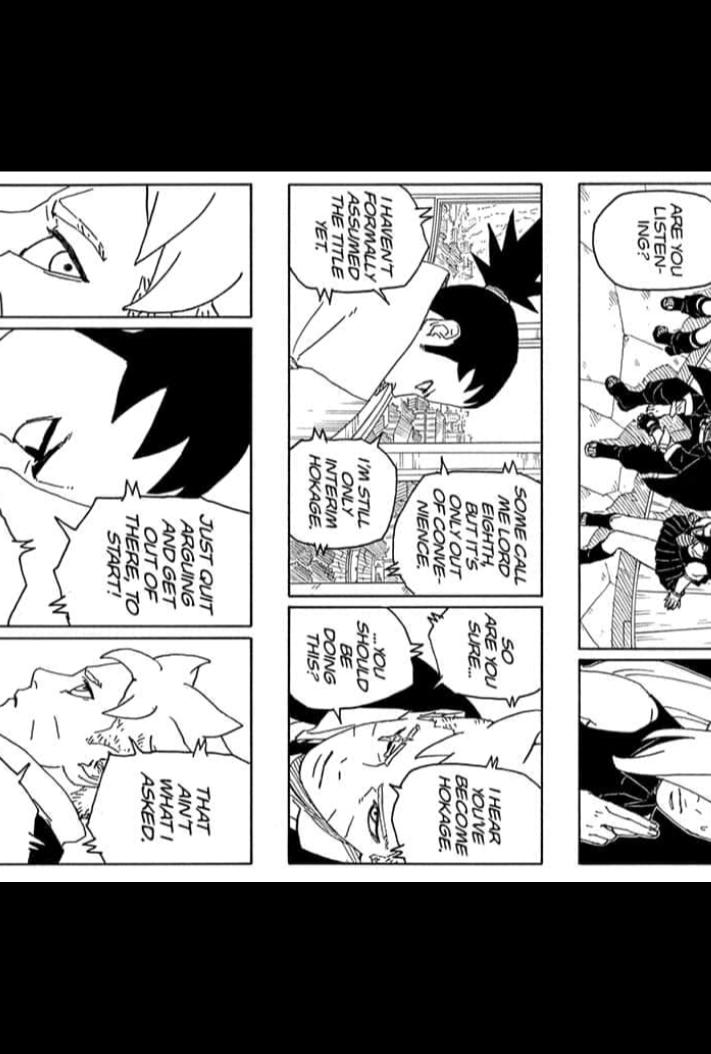 ARE YOU
LISTEN-
ING?
I HEAR
YOU'VE
BECOME
HOKAGE.
SO
ARE YOU
SURE...
...YOU
SHOULD
BE
DOING
THIS?
SOME CALL
ME LORD
EIGHTH,
BUT IT'S
ONLY OUT
OF CONVE-
NIENCE.
I'M STILL
ONLY
INTERIM
HOKAGE.
I HAVEN'T
FORMALLY
ASSUMED
THE TITLE
YET.
THAT
AIN'T
WHAT I
ASKED.
JUST QUIT
ARGUING
AND GET
OUT OF
THERE, TO
START!